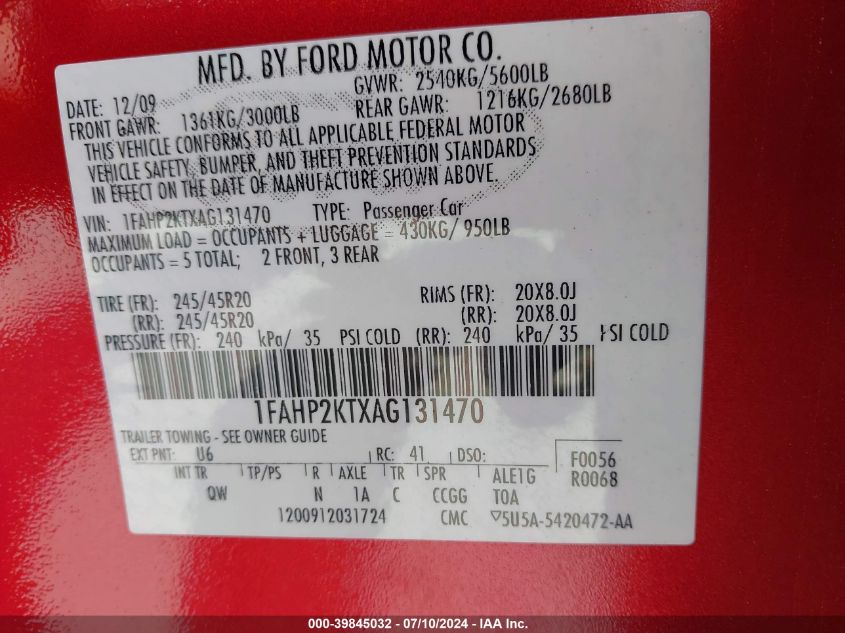 MFD. BY FORD MOTOR CO.
DATE: 12/09 GVWR: 2540KG/5600LB
FRONT GAWR: 1361KG/3000LB REAR GAWR: 1216KG/2680LB
THIS VEHICLE CONFORMS TO ALL APPLICABLE FEDERAL MOTOR
VEHICLE SAFETY, BUMPER, AND THEFT PREVENTION STANDARDS
IN EFFECT ON THE DATE OF MANUFACTURE SHOWN ABOVE.
VIN: 1FAHP2KTXAG131470 TYPE: Passenger Car
MAXIMUM LOAD = OCCUPANTS + LUGGAGE = 430KG/ 950LB
OCCUPANTS = 5 TOTAL; 2 FRONT, 3 REAR
TIRE (FR): 245/45R20 RIMS (FR): 20X8.0J
(RR): 245/45R20 (RR): 20X8.0J
PRESSURE (FR): 240 kPa/ 35 PSI COLD (RR): 240 kPa/ 35 PSI COLD
1FAHP2KTXAG131470
TRAILER TOWING - SEE OWNER GUIDE
EXT PNT: U6 RC: 41 DSO: F0056
INT TR TP/PS R AXLE TR SPR ALE1G R0068
QW N 1A C CCGG TOA
1200912031724 CMC ▽5U5A-5420472-AA
000-39845032 - 07/10/2024 - IAA Inc.